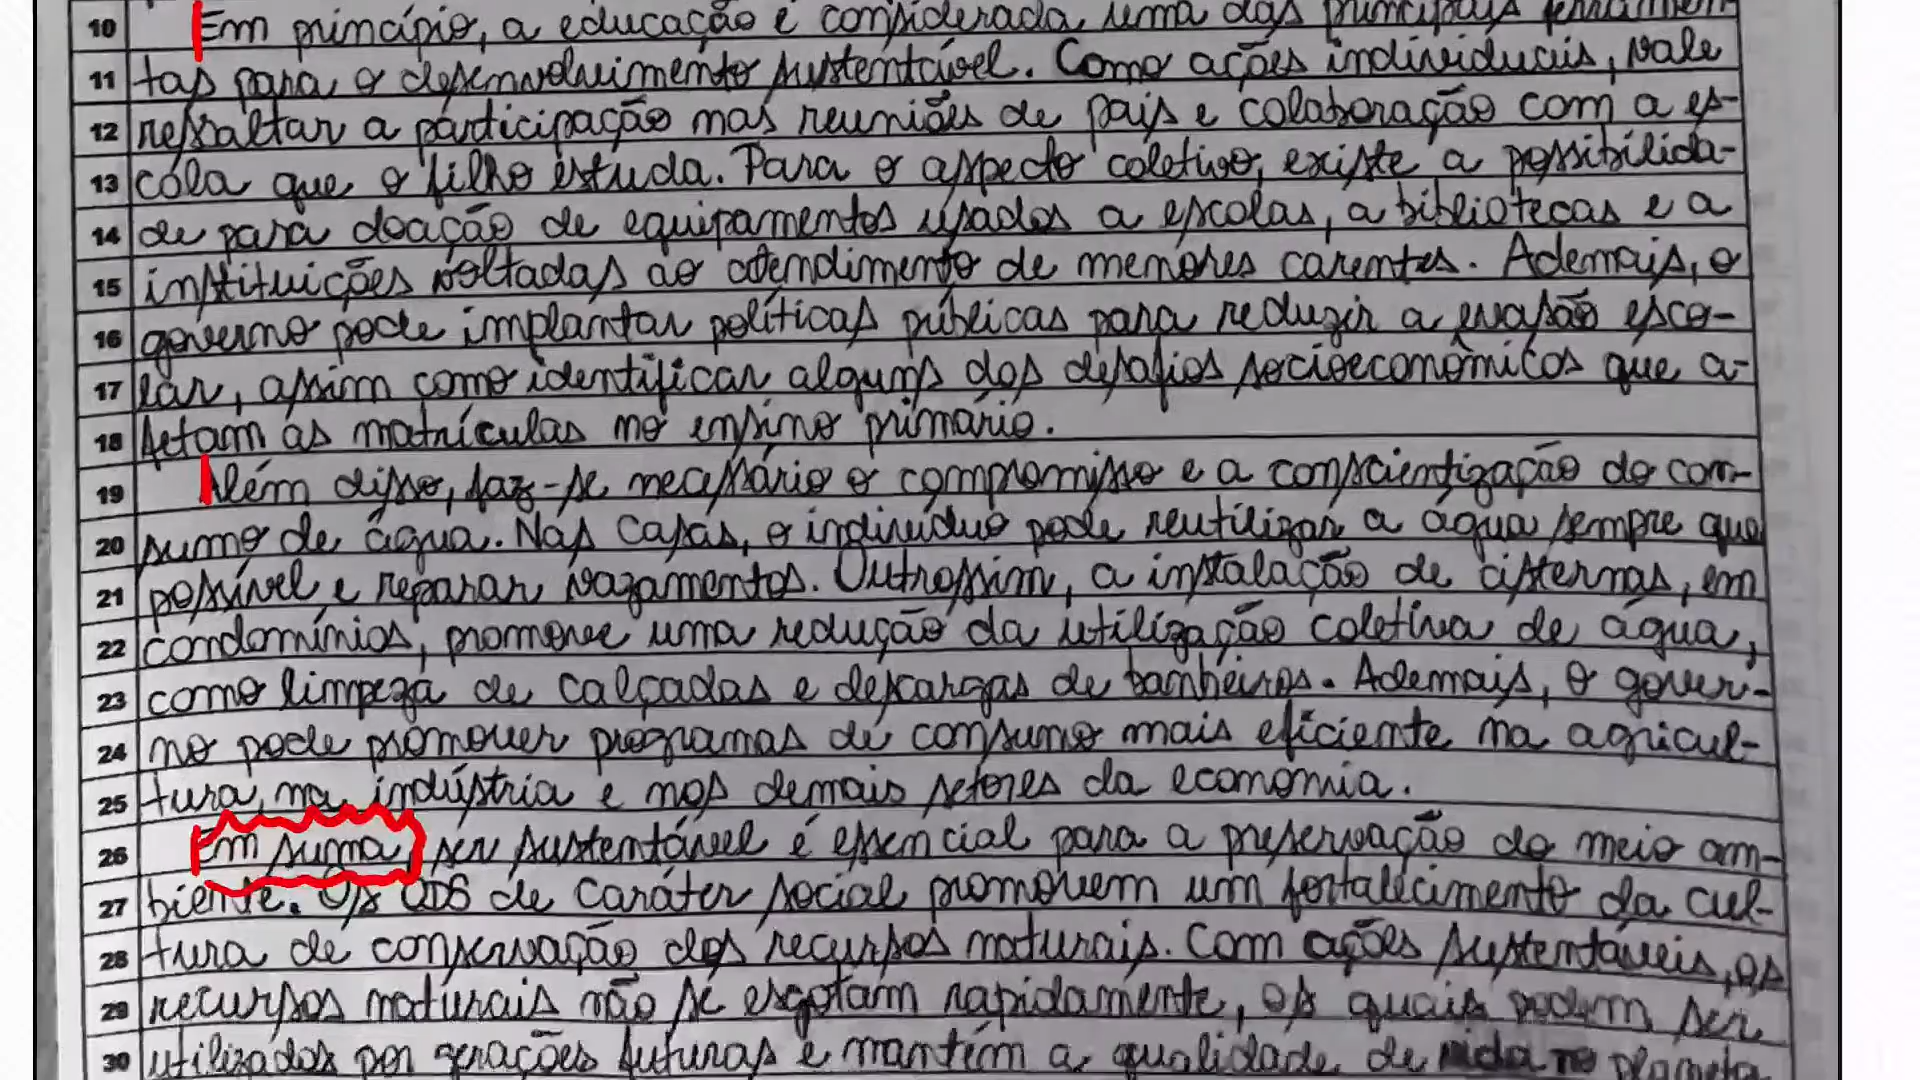 10 Em princípio, a educação é considerada uma das principais ferramen-
11 tas para o desenvolvimento sustentável. Como ações individuais, vale
12 ressaltar a participação nas reuniões de pais e colaboração com a es-
13 cola que o filho estuda. Para o aspecto coletivo, existe a possibilida-
14 de para doação de equipamentos usados a escolas, a bibliotecas e a
15 instituições voltadas ao atendimento de menores carentes. Ademais, o
16 governo pode implantar políticas públicas para reduzir a evasão esco-
17 lar, assim como identificar alguns dos desafios socioeconômicos que a-
18 fetam as matrículas no ensino primário.
19 Além disso, faz-se necessário o compromisso e a conscientização do con-
20 sumo de água. Nas casas, o indivíduo pode reutilizar a água sempre que
21 possível e reparar vazamentos. Outrossim, a instalação de cisternas, em
22 condomínios, promove uma redução da utilização coletiva de água,
23 como limpeza de calçadas e descargas de banheiros. Ademais, o gover-
24 no pode promover programas de consumo mais eficiente na agricul-
25 tura, na indústria e nos demais setores da economia.
26 Em suma, ser sustentável é essencial para a preservação do meio am-
27 biente. Os ODS de caráter social promovem um fortalecimento da cul-
28 tura de conservação dos recursos naturais. Com ações sustentáveis, os
29 recursos naturais não se esgotam rapidamente, os quais podem ser
30 utilizados por gerações futuras e mantém a qualidade de vida no planeta.